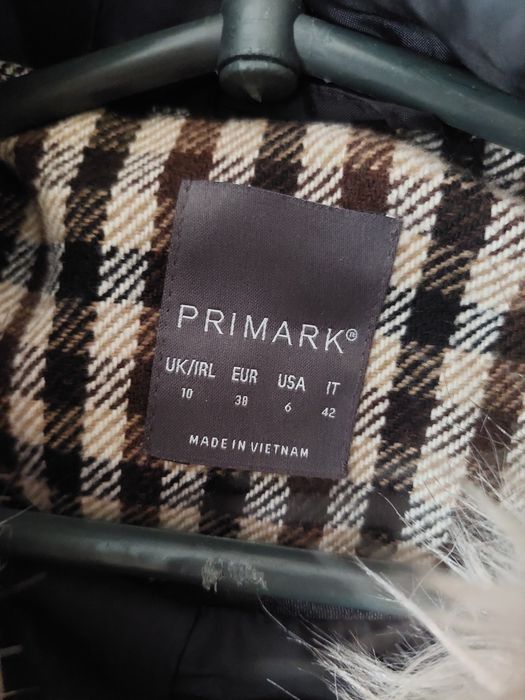 PRIMARK®
UK/IRL EUR USA IT
10 38 6 42
MADE IN VIETNAM